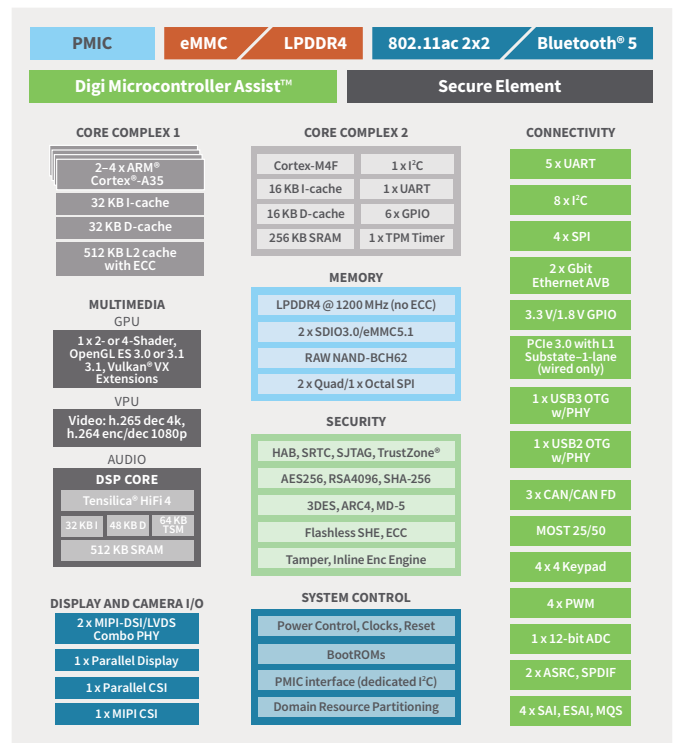 PMIC
eMMC
LPDDR4
802.11ac 2x2
Bluetooth® 5
Digi Microcontroller Assist™
Secure Element
CORE COMPLEX 1
2–4 x ARM®
Cortex®-A35
32 KB I-cache
32 KB D-cache
512 KB L2 cache
with ECC
MULTIMEDIA
GPU
1 x 2- or 4-Shader,
OpenGL ES 3.0 or 3.1
3.1, Vulkan® VX
Extensions
VPU
Video: h.265 dec 4k,
h.264 enc/dec 1080p
AUDIO
DSP CORE
Tensilica® HiFi 4
32 KB I
48 KB D
64 KB
TSM
512 KB SRAM
DISPLAY AND CAMERA I/O
2 x MIPI-DSI/LVDS
Combo PHY
1 x Parallel Display
1 x Parallel CSI
1 x MIPI CSI
CORE COMPLEX 2
Cortex-M4F
1 x I²C
16 KB I-cache
1 x UART
16 KB D-cache
6 x GPIO
256 KB SRAM
1 x TPM Timer
MEMORY
LPDDR4 @ 1200 MHz (no ECC)
2 x SDIO3.0/eMMC5.1
RAW NAND-BCH62
2 x Quad/1 x Octal SPI
SECURITY
HAB, SRTC, SJTAG, TrustZone®
AES256, RSA4096, SHA-256
3DES, ARC4, MD-5
Flashless SHE, ECC
Tamper, Inline Enc Engine
SYSTEM CONTROL
Power Control, Clocks, Reset
BootROMs
PMIC interface (dedicated I²C)
Domain Resource Partitioning
CONNECTIVITY
5 x UART
8 x I²C
4 x SPI
2 x Gbit
Ethernet AVB
3.3 V/1.8 V GPIO
PCIe 3.0 with L1
Substate–1-lane
(wired only)
1 x USB3 OTG
w/PHY
1 x USB2 OTG
w/PHY
3 x CAN/CAN FD
MOST 25/50
4 x 4 Keypad
4 x PWM
1 x 12-bit ADC
2 x ASRC, SPDIF
4 x SAI, ESAI, MQS